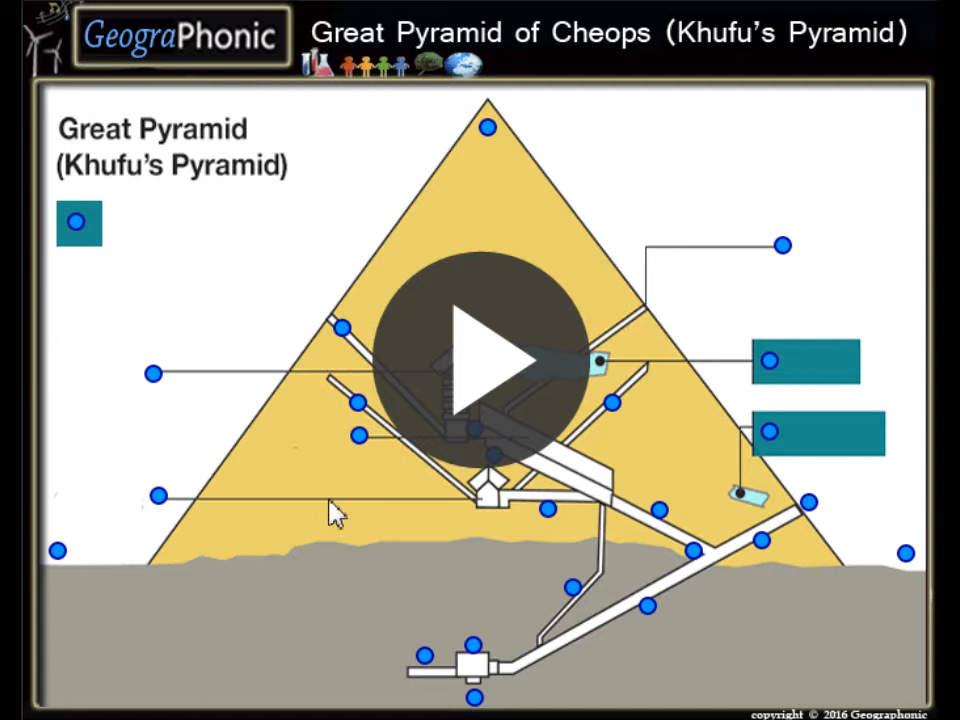 GeograPhonic
Great Pyramid of Cheops (Khufu's Pyramid)
Great Pyramid
(Khufu's Pyramid)
copyright © 2016 Geographonic